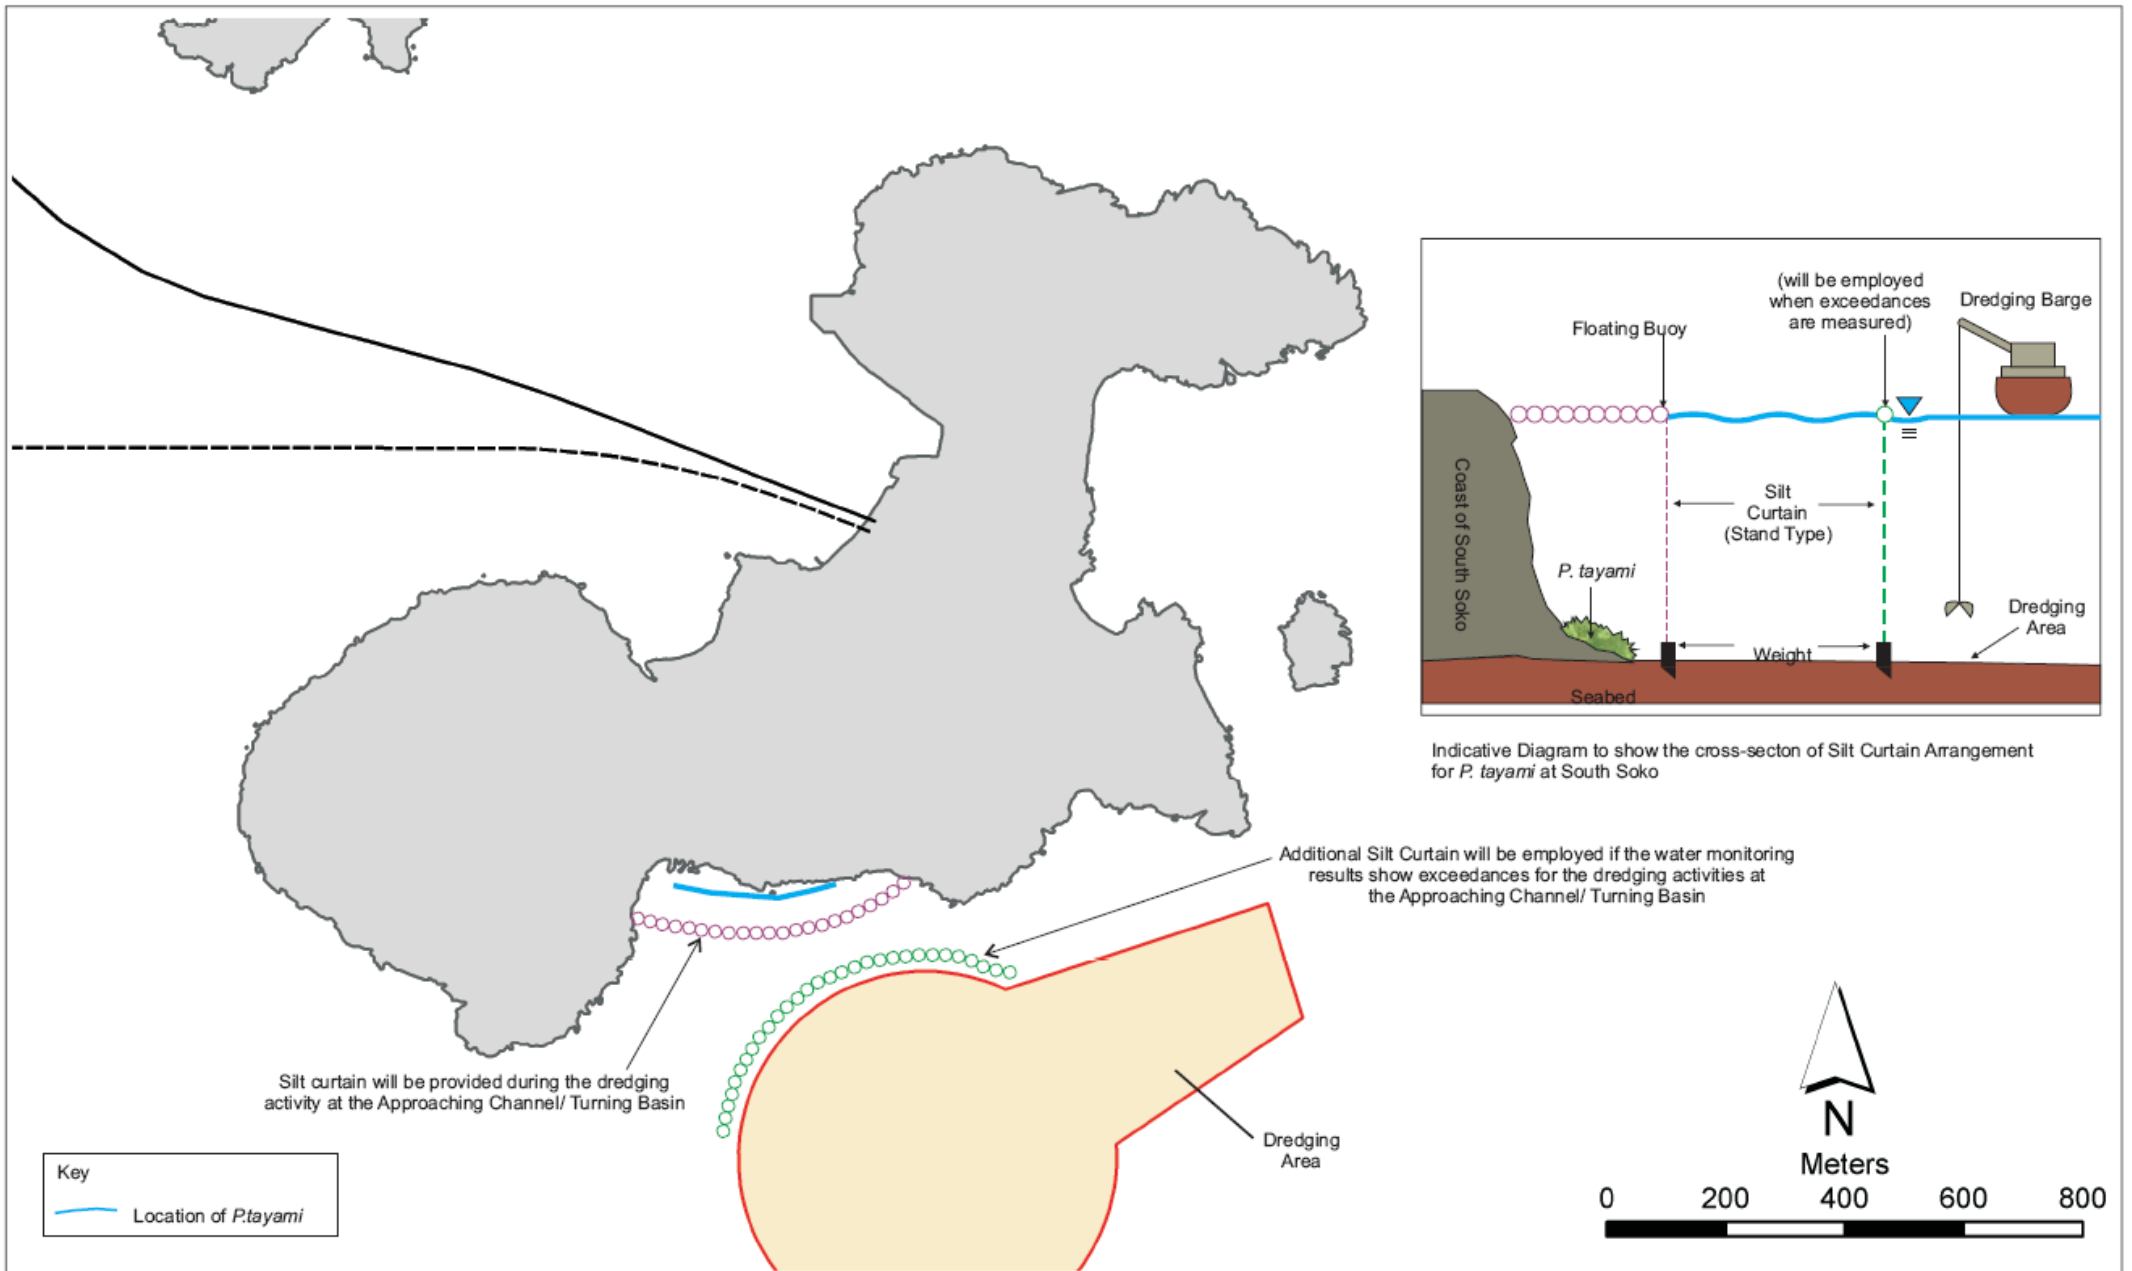 (will be employed
when exceedances
are measured)
Dredging Barge
Floating Buoy
Coast of South Soko
Silt
Curtain
(Stand Type)
P. tayami
Dredging
Area
Weight
Seabed
Indicative Diagram to show the cross-secton of Silt Curtain Arrangement
for P. tayami at South Soko
Additional Silt Curtain will be employed if the water monitoring
results show exceedances for the dredging activities at
the Approaching Channel/ Turning Basin
Silt curtain will be provided during the dredging
activity at the Approaching Channel/ Turning Basin
Dredging
Area
Key
Location of P.tayami
N
Meters
0 200 400 600 800